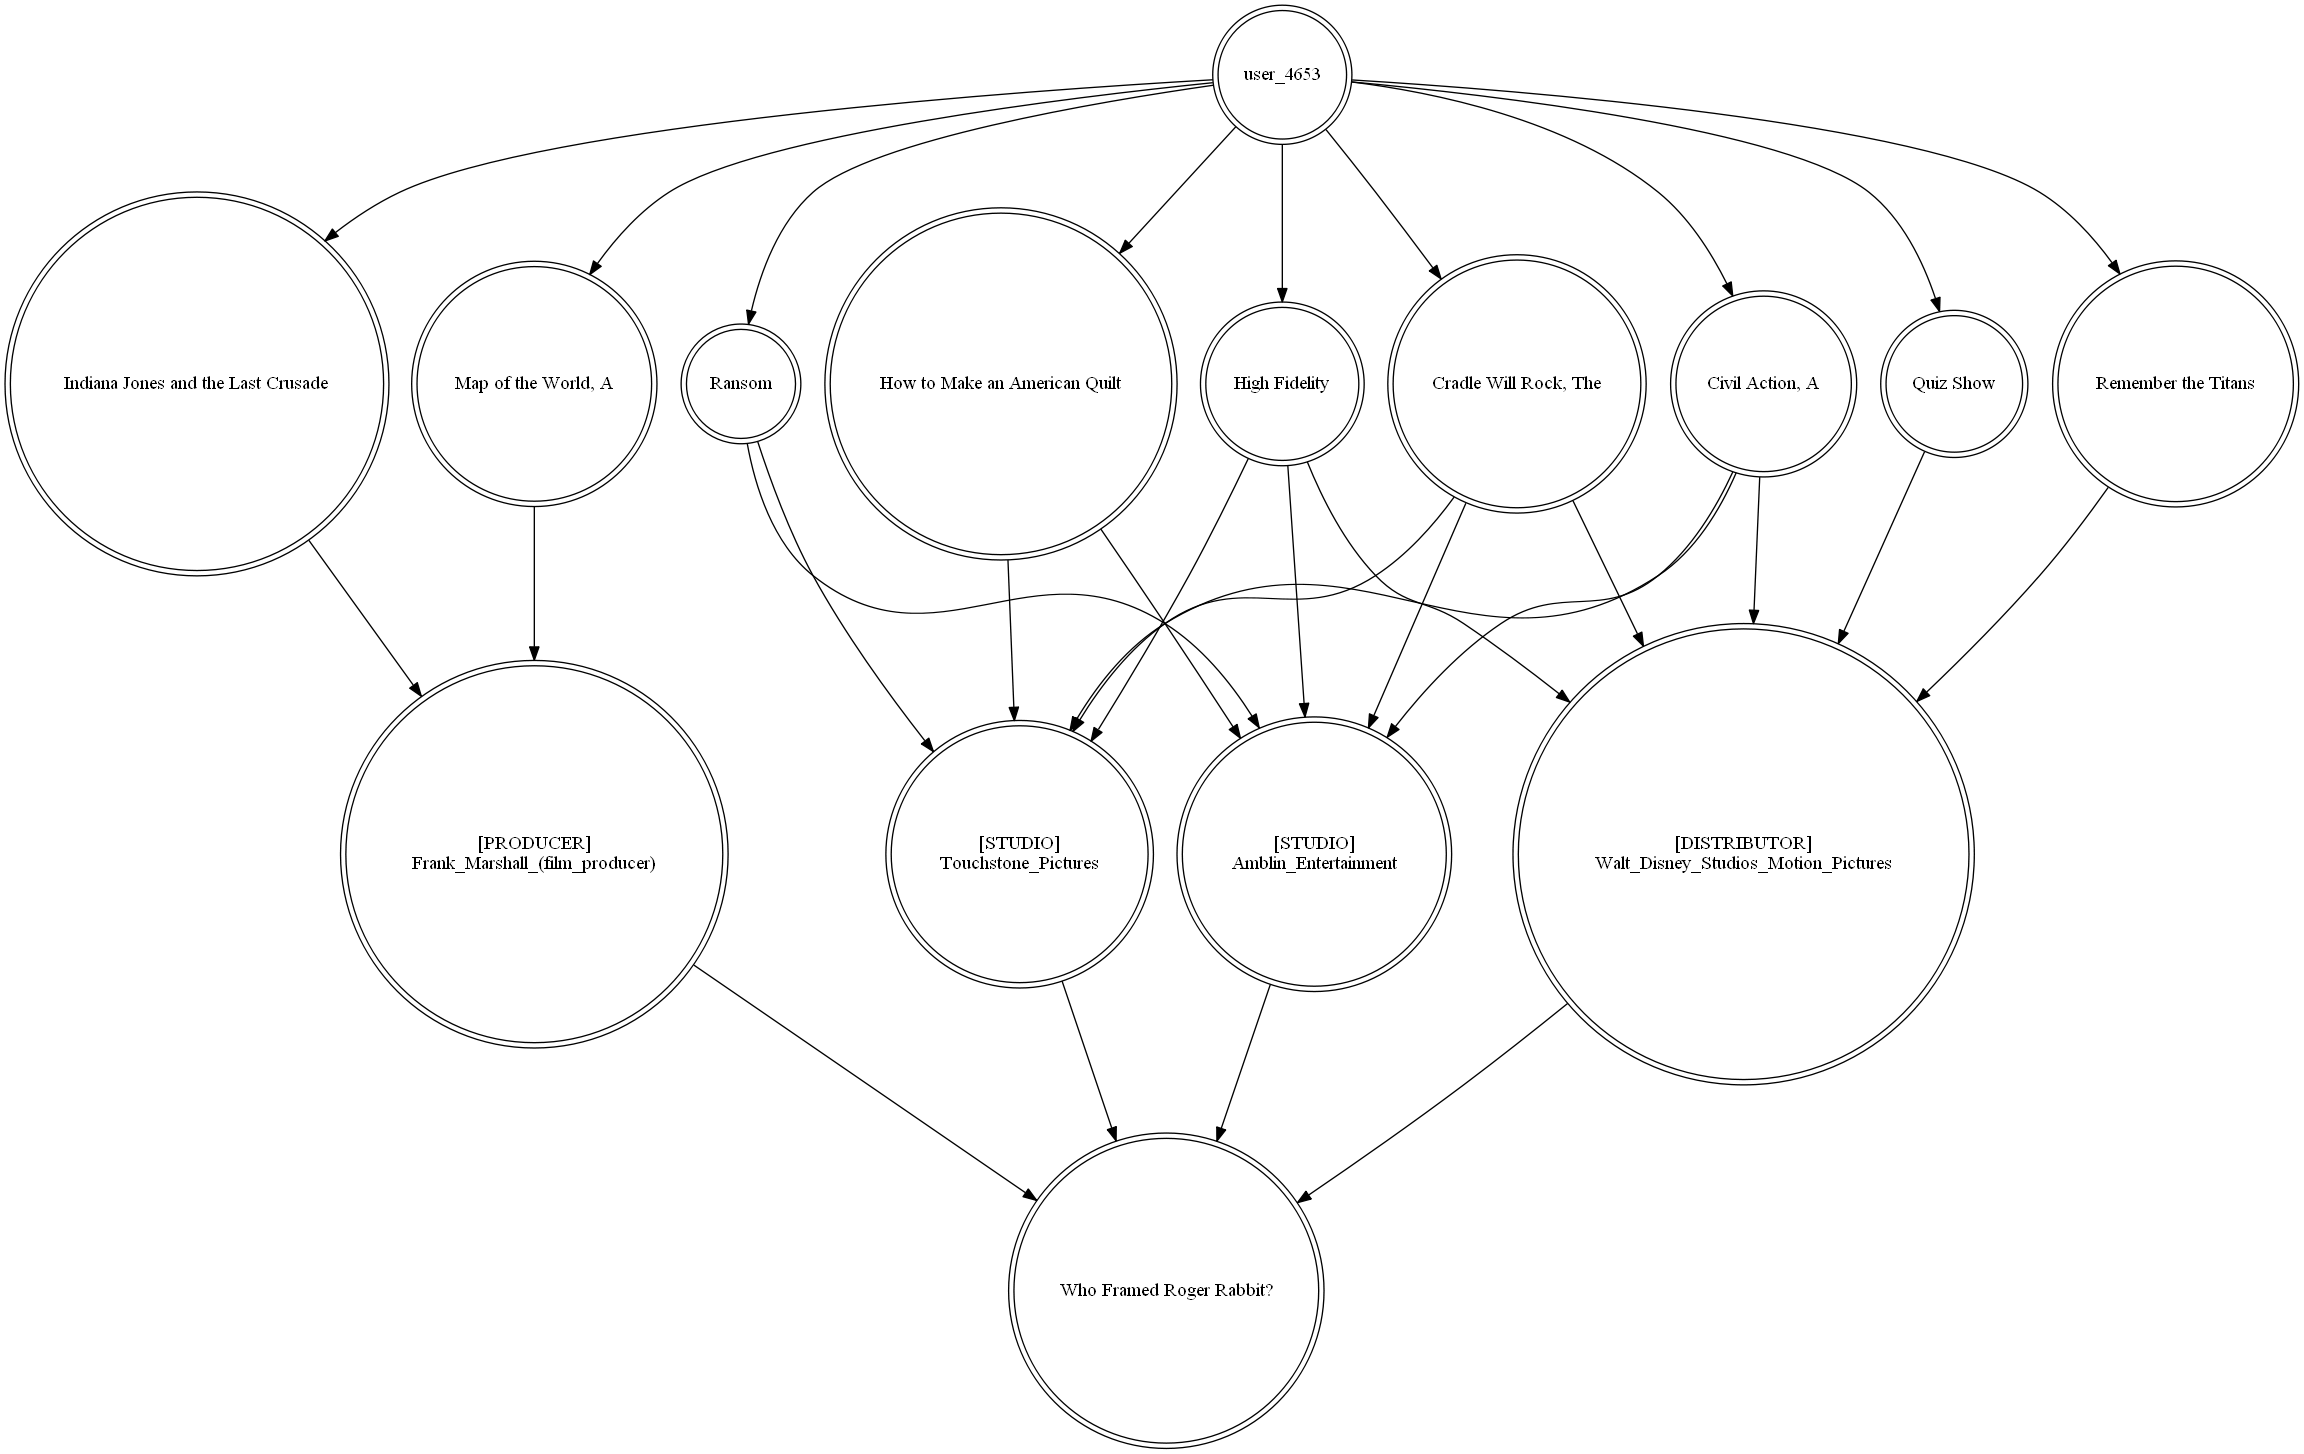 user_4653
Indiana Jones and the Last Crusade
Map of the World, A
Ransom
How to Make an American Quilt
High Fidelity
Cradle Will Rock, The
Civil Action, A
Quiz Show
Remember the Titans
[PRODUCER]
Frank_Marshall_(film_producer)
[STUDIO]
Touchstone_Pictures
[STUDIO]
Amblin_Entertainment
[DISTRIBUTOR]
Walt_Disney_Studios_Motion_Pictures
Who Framed Roger Rabbit?